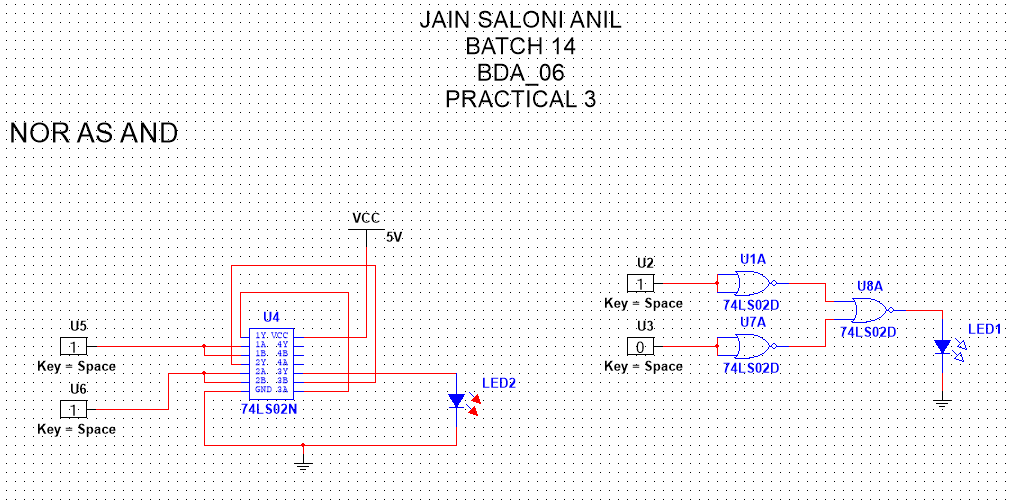 JAIN SALONI ANIL
BATCH 14
BDA_06
PRACTICAL 3
NOR AS AND
VCC
5V
U4
U5
1
Key = Space
U6
1
Key = Space
1Y VCC
1A 4Y
1B 4B
2Y 4A
2A 3Y
2B 3B
GND 3A
74LS02N
LED2
U2
1
Key = Space
U3
0
Key = Space
U1A
74LS02D
U7A
74LS02D
U8A
74LS02D
LED1